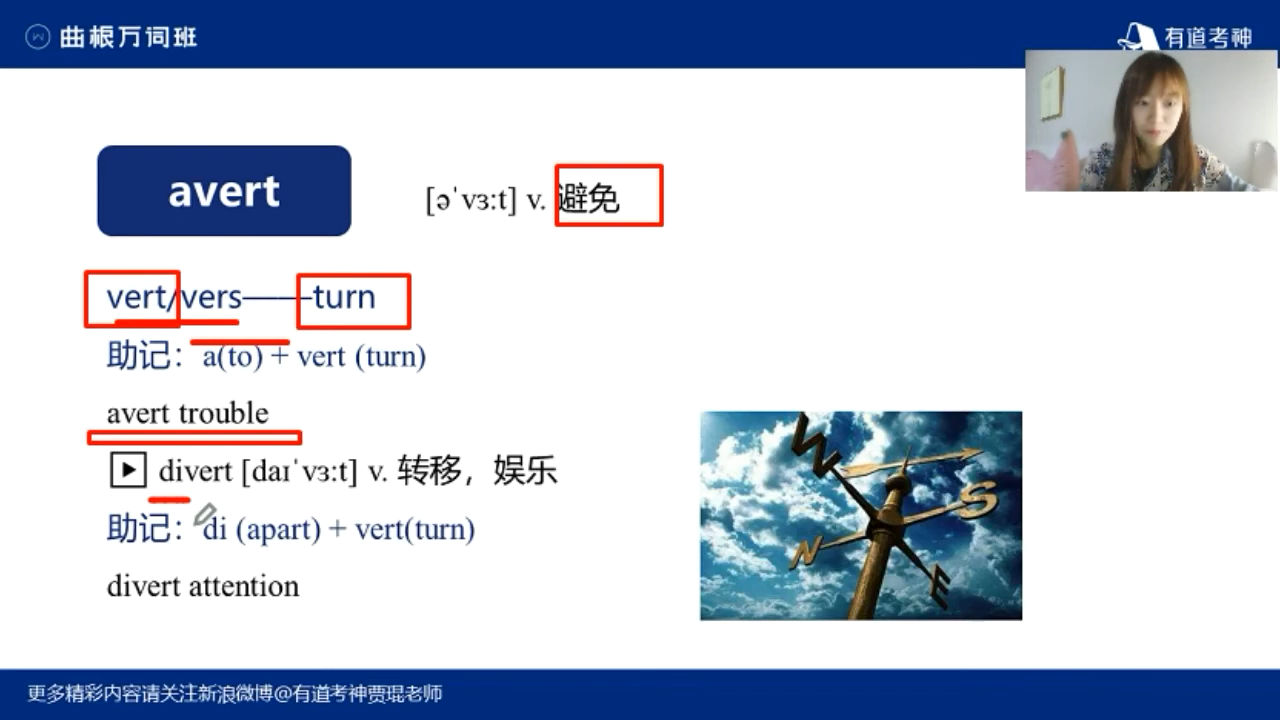 曲根万词班
有道考神
avert
[əˈvɜːt] v. 避免
vert/vers——turn
助记：a(to) + vert (turn)
avert trouble
divert [daɪˈvɜːt] v. 转移，娱乐
助记：di (apart) + vert(turn)
divert attention
W
S
N
E
更多精彩内容请关注新浪微博@有道考神贾琨老师